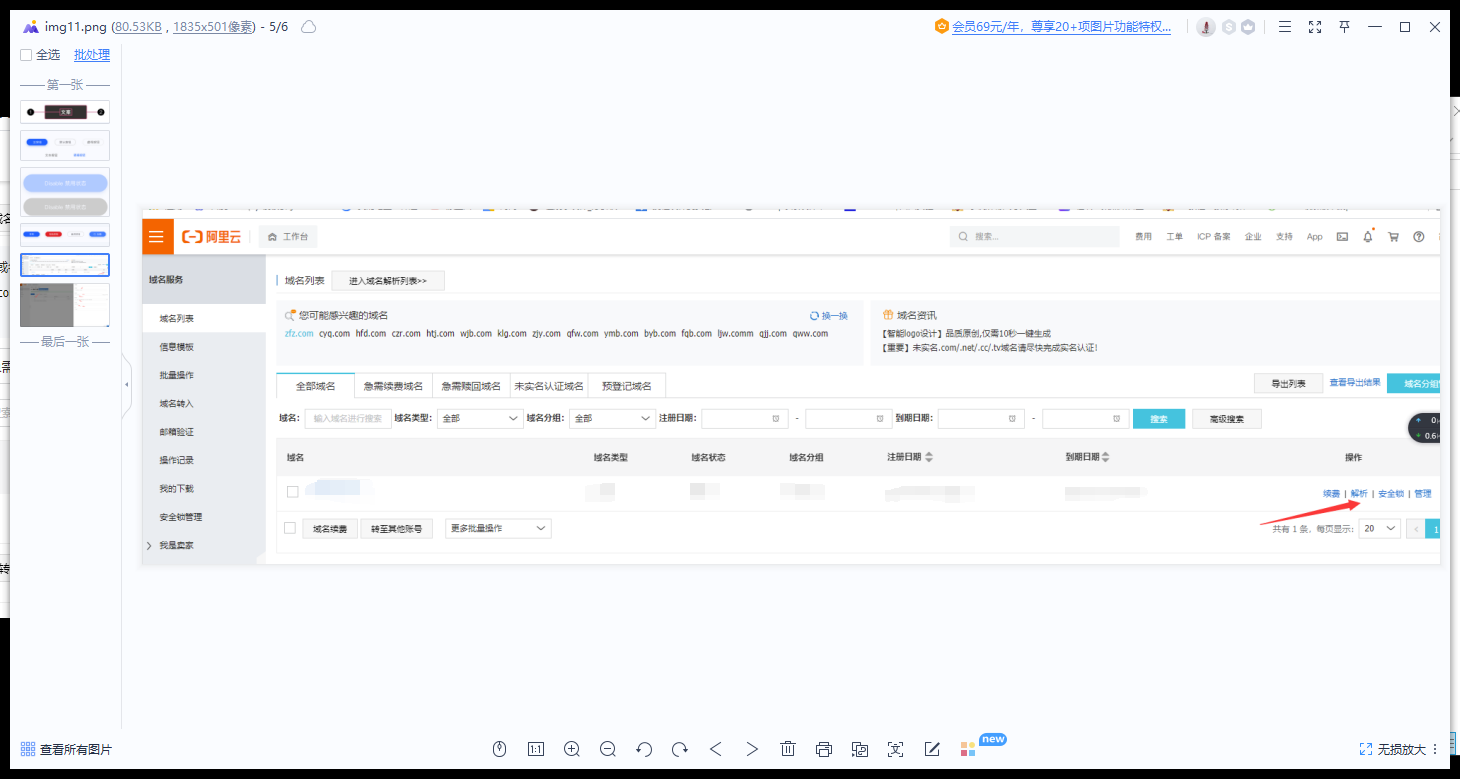 img11.png (80.53KB , 1835x501像素) - 5/6
会员69元/年，尊享20+项图片功能特权...
全选 批处理
第一张
最后一张
查看所有图片
阿里云 工作台 搜索... 费用 工单 ICP 备案 企业 支持 App
域名服务
域名列表
信息模板
批量操作
域名转入
邮箱验证
操作记录
我的下载
安全锁管理
我是卖家
域名列表 进入域名解析列表>>
您可能感兴趣的域名 换一换
zfz.com cyq.com hfd.com czr.com htj.com wjb.com klg.com zjy.com qfw.com ymb.com byb.com fqb.com ljw.comm qjj.com qww.com
域名资讯
【智能logo设计】品质原创,仅需10秒一键生成
【重要】未实名.com/.net/.cc/.tv域名请尽快完成实名认证!
全部域名 急需续费域名 急需赎回域名 未实名认证域名 预登记域名 导出列表 查看导出结果 域名分组
域名: 输入域名进行搜索 域名类型: 全部 域名分组: 全部 注册日期: - 到期日期: - 搜索 高级搜索
域名 域名类型 域名状态 域名分组 注册日期 到期日期 操作
续费 | 解析 | 安全锁 | 管理
域名续费 转至其他账号 更多批量操作 共有 1 条，每页显示: 20 < 1
1:1
new
无损放大